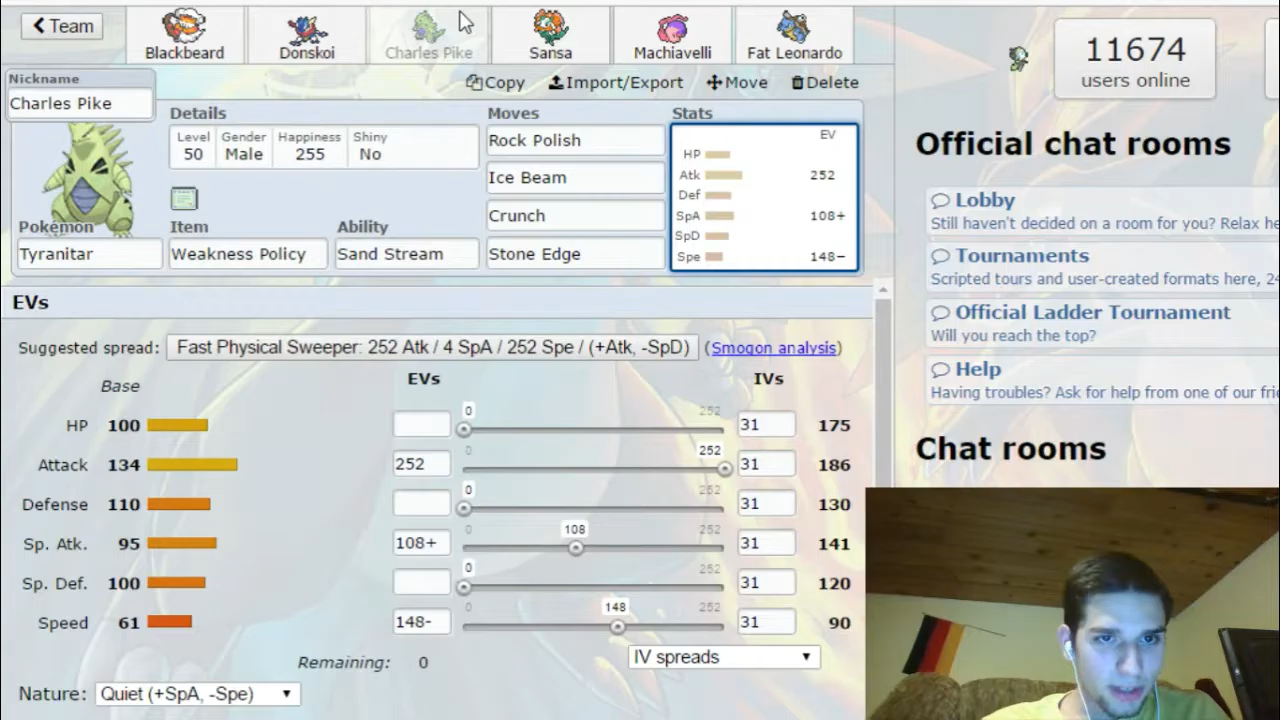 Team
Blackbeard
Donskoi
Charles Pike
Sansa
Machiavelli
Fat Leonardo
11674
users online
Nickname
Charles Pike
Copy
Import/Export
Move
Delete
Details
Moves
Stats
Level
50
Gender
Male
Happiness
255
Shiny
No
Rock Polish
Ice Beam
Crunch
Stone Edge
EV
HP
Atk 252
Def
SpA 108+
SpD
Spe 148−
Pokémon
Tyranitar
Item
Weakness Policy
Ability
Sand Stream
Official chat rooms
Lobby
Still haven't decided on a room for you? Relax
Tournaments
Scripted tours and user-created formats here,
Official Ladder Tournament
Will you reach the top?
Help
Having troubles? Ask for help from one of our
Chat rooms
EVs
Suggested spread: Fast Physical Sweeper: 252 Atk / 4 SpA / 252 Spe / (+Atk, -SpD) (Smogon analysis)
Base EVs IVs
HP 100 0 252 31 175
Attack 134 252 0 252 31 186
Defense 110 0 252 31 130
Sp. Atk. 95 108+ 0 108 252 31 141
Sp. Def. 100 0 252 31 120
Speed 61 148- 0 148 252 31 90
Remaining: 0
IV spreads
Nature: Quiet (+SpA, -Spe)